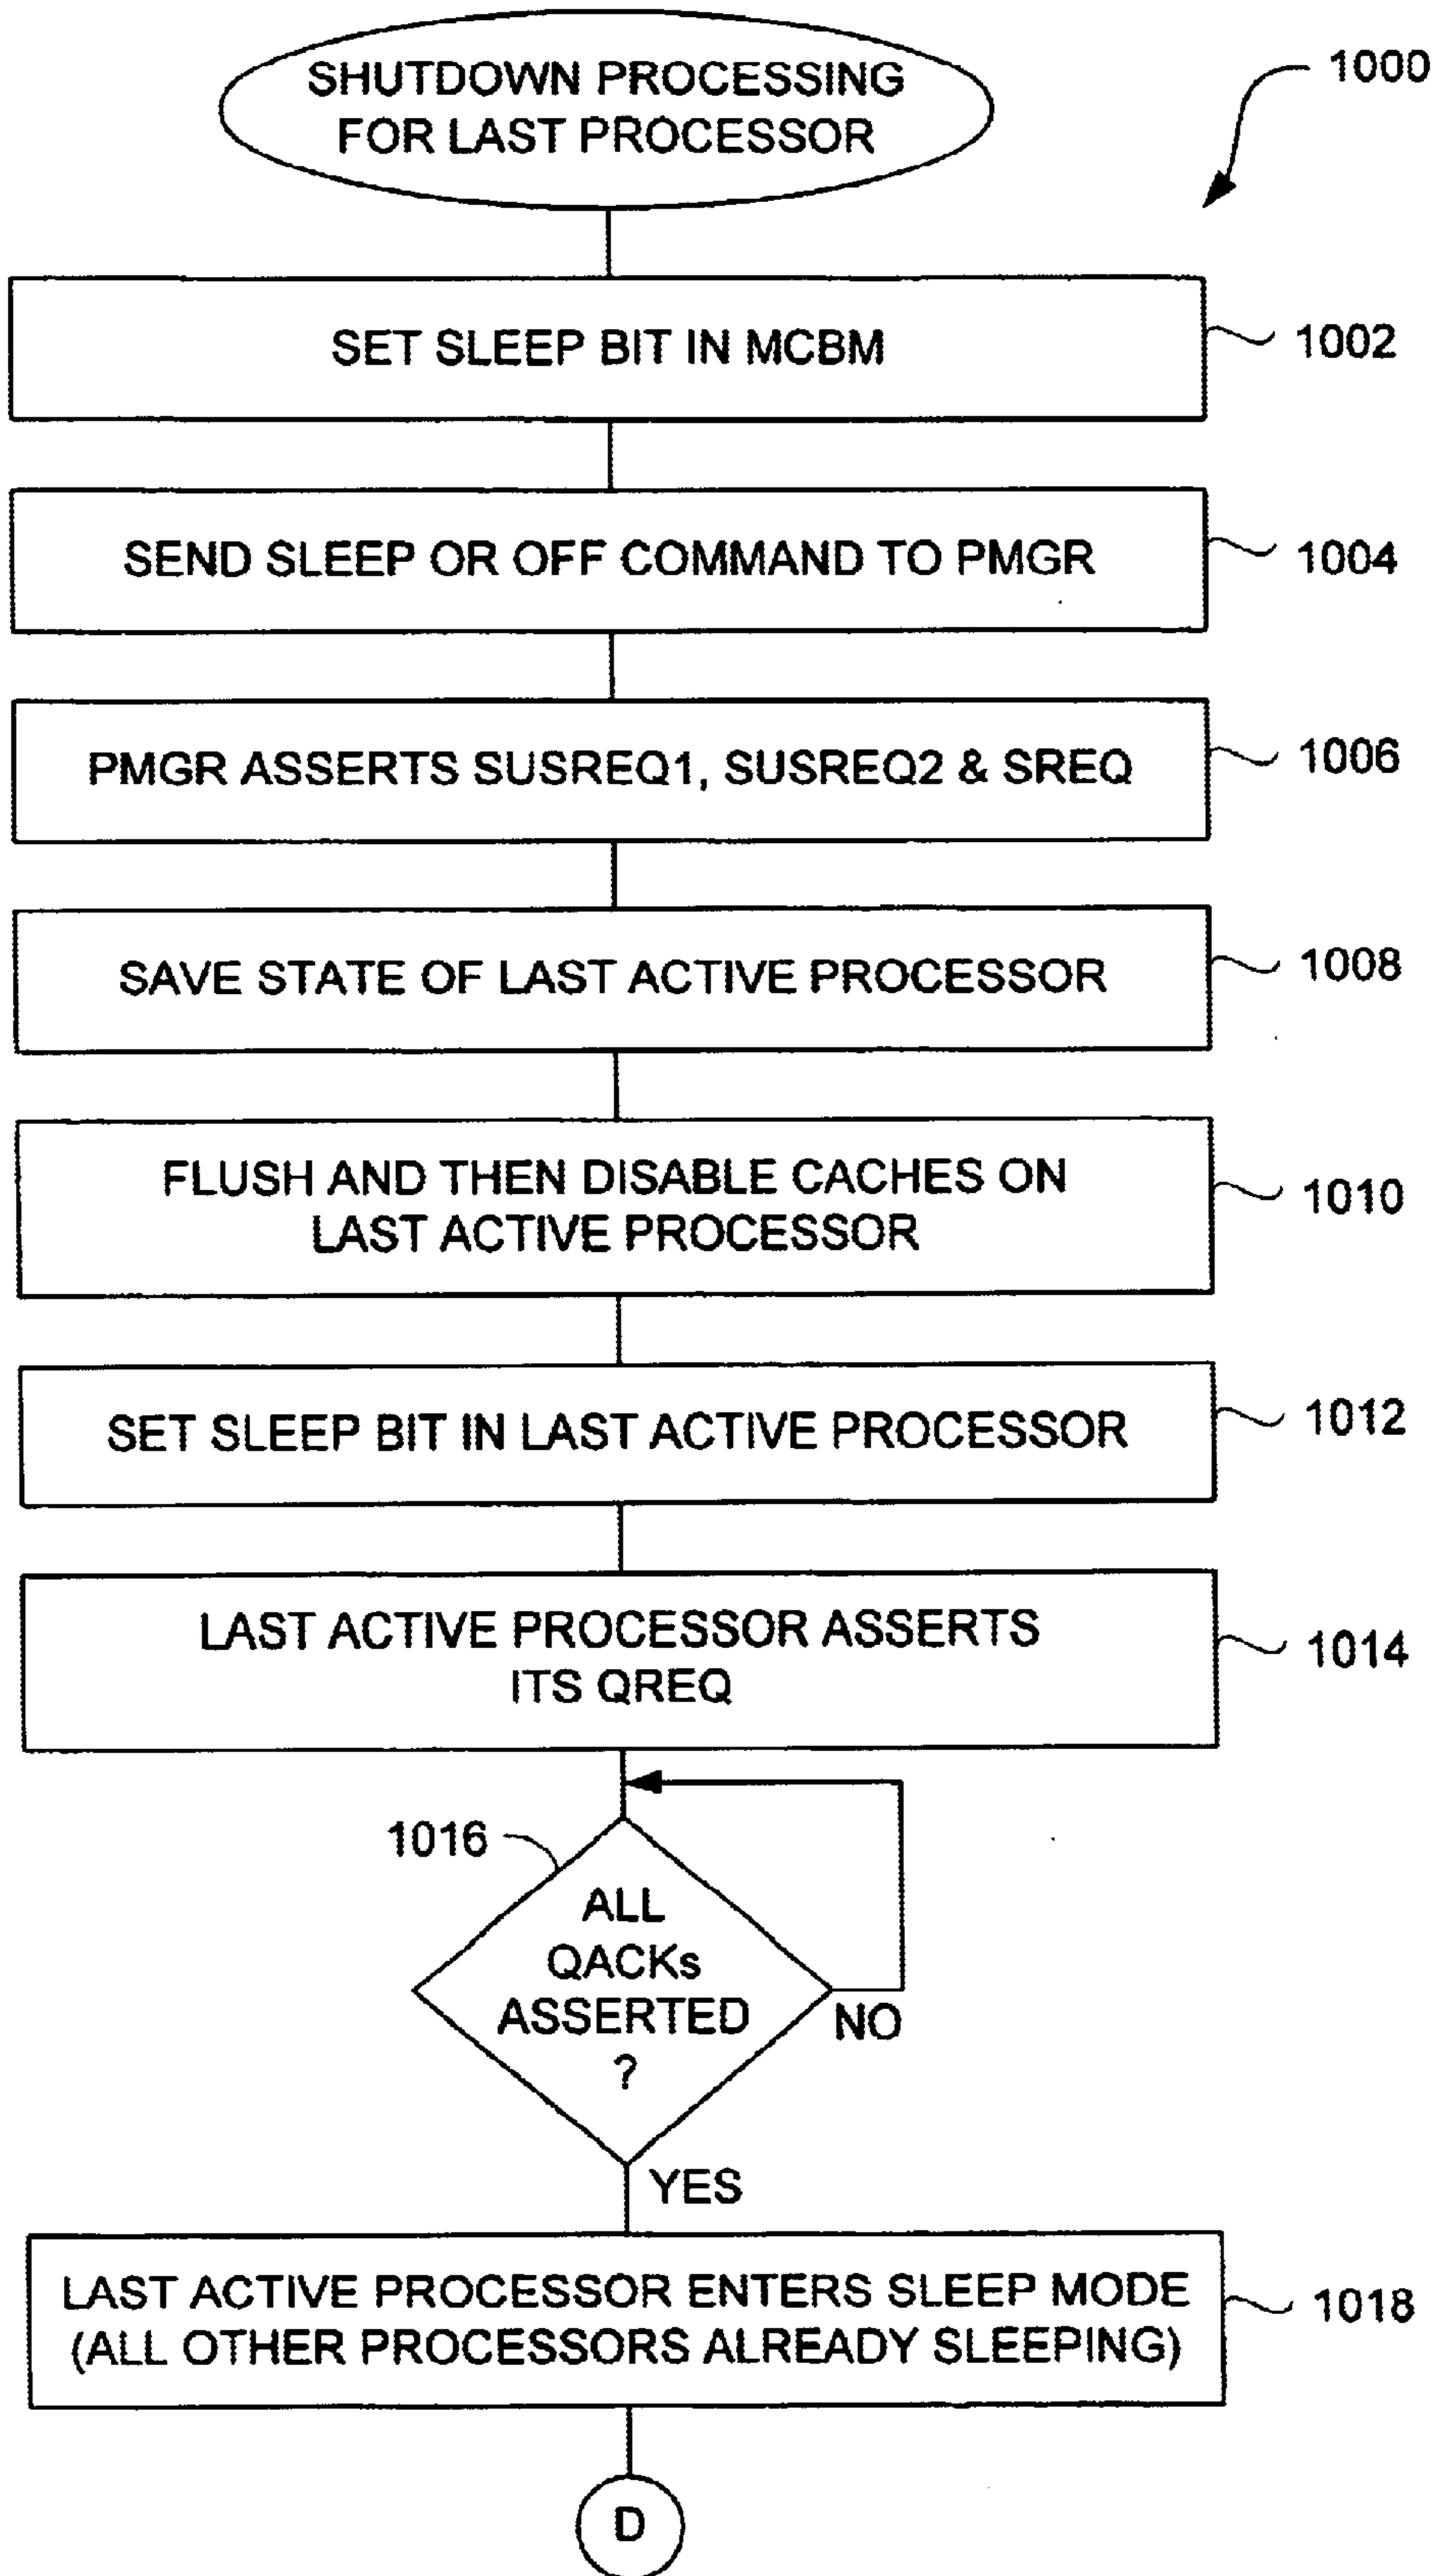 SHUTDOWN PROCESSING
FOR LAST PROCESSOR
1000
SET SLEEP BIT IN MCBM
1002
SEND SLEEP OR OFF COMMAND TO PMGR
1004
PMGR ASSERTS SUSREQ1, SUSREQ2 & SREQ
1006
SAVE STATE OF LAST ACTIVE PROCESSOR
1008
FLUSH AND THEN DISABLE CACHES ON
LAST ACTIVE PROCESSOR
1010
SET SLEEP BIT IN LAST ACTIVE PROCESSOR
1012
LAST ACTIVE PROCESSOR ASSERTS
ITS QREQ
1014
1016
ALL
QACKs
ASSERTED
?
NO
YES
LAST ACTIVE PROCESSOR ENTERS SLEEP MODE
(ALL OTHER PROCESSORS ALREADY SLEEPING)
1018
D